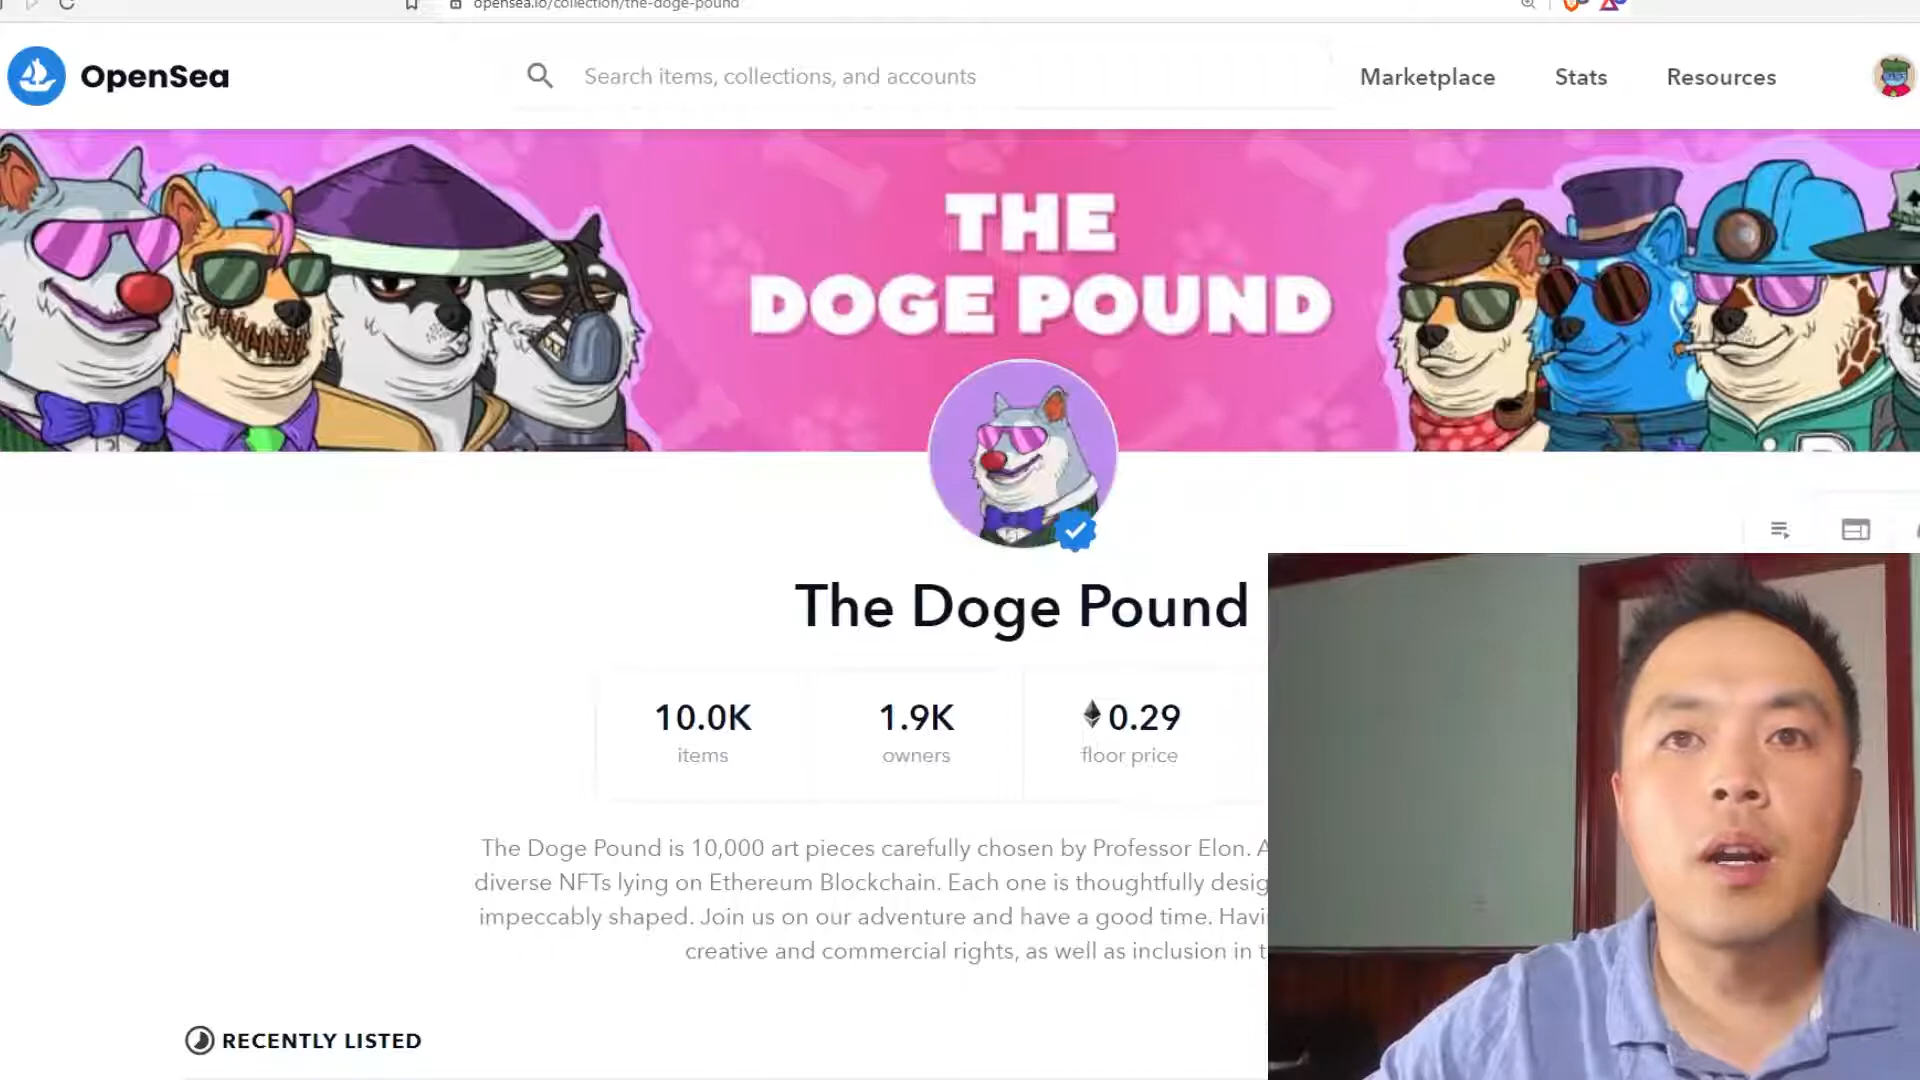 opensea.io/collection/the-doge-pound
OpenSea
Search items, collections, and accounts
Marketplace
Stats
Resources
THE
DOGE POUND
The Doge Pound
10.0K
items
1.9K
owners
0.29
floor price
The Doge Pound is 10,000 art pieces carefully chosen by Professor Elon. A
diverse NFTs lying on Ethereum Blockchain. Each one is thoughtfully desig
impeccably shaped. Join us on our adventure and have a good time. Havi
creative and commercial rights, as well as inclusion in t
RECENTLY LISTED